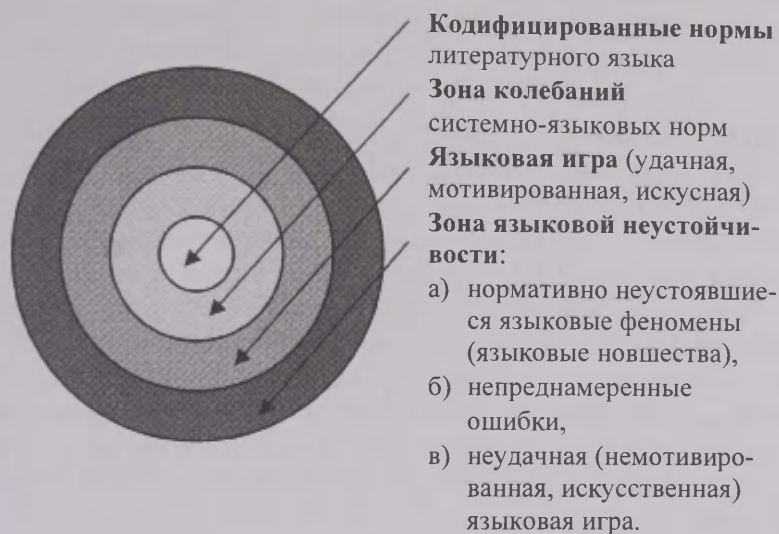 Кодифицированные нормы
литературного языка
Зона колебаний
системно-языковых норм
Языковая игра (удачная,
мотивированная, искусная)
Зона языковой неустойчи-
вости:
а) нормативно неустоявшие-
ся языковые феномены
(языковые новшества),
б) непреднамеренные
ошибки,
в) неудачная (немотивиро-
ванная, искусственная)
языковая игра.